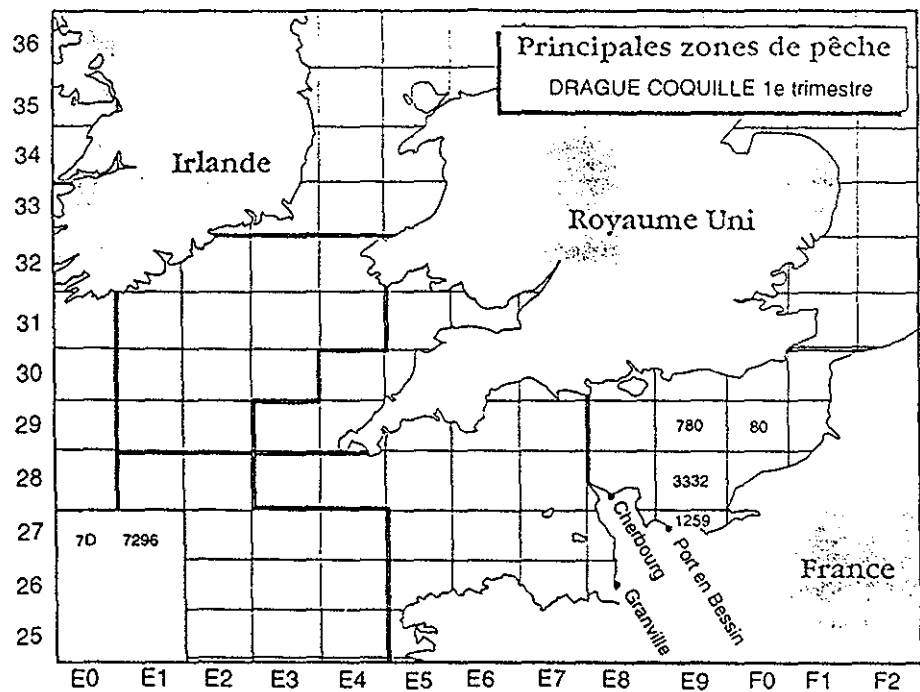 Principales zones de pêche
DRAGUE COQUILLE 1e trimestre
36
35
34
33
32
31
30
29
28
27
26
25
Irlande
Royaume Uni
780
80
3332
1259
7D 7296
Cherbourg
Port en Bessin
Granville
France
E0 E1 E2 E3 E4 E5 E6 E7 E8 E9 F0 F1 F2